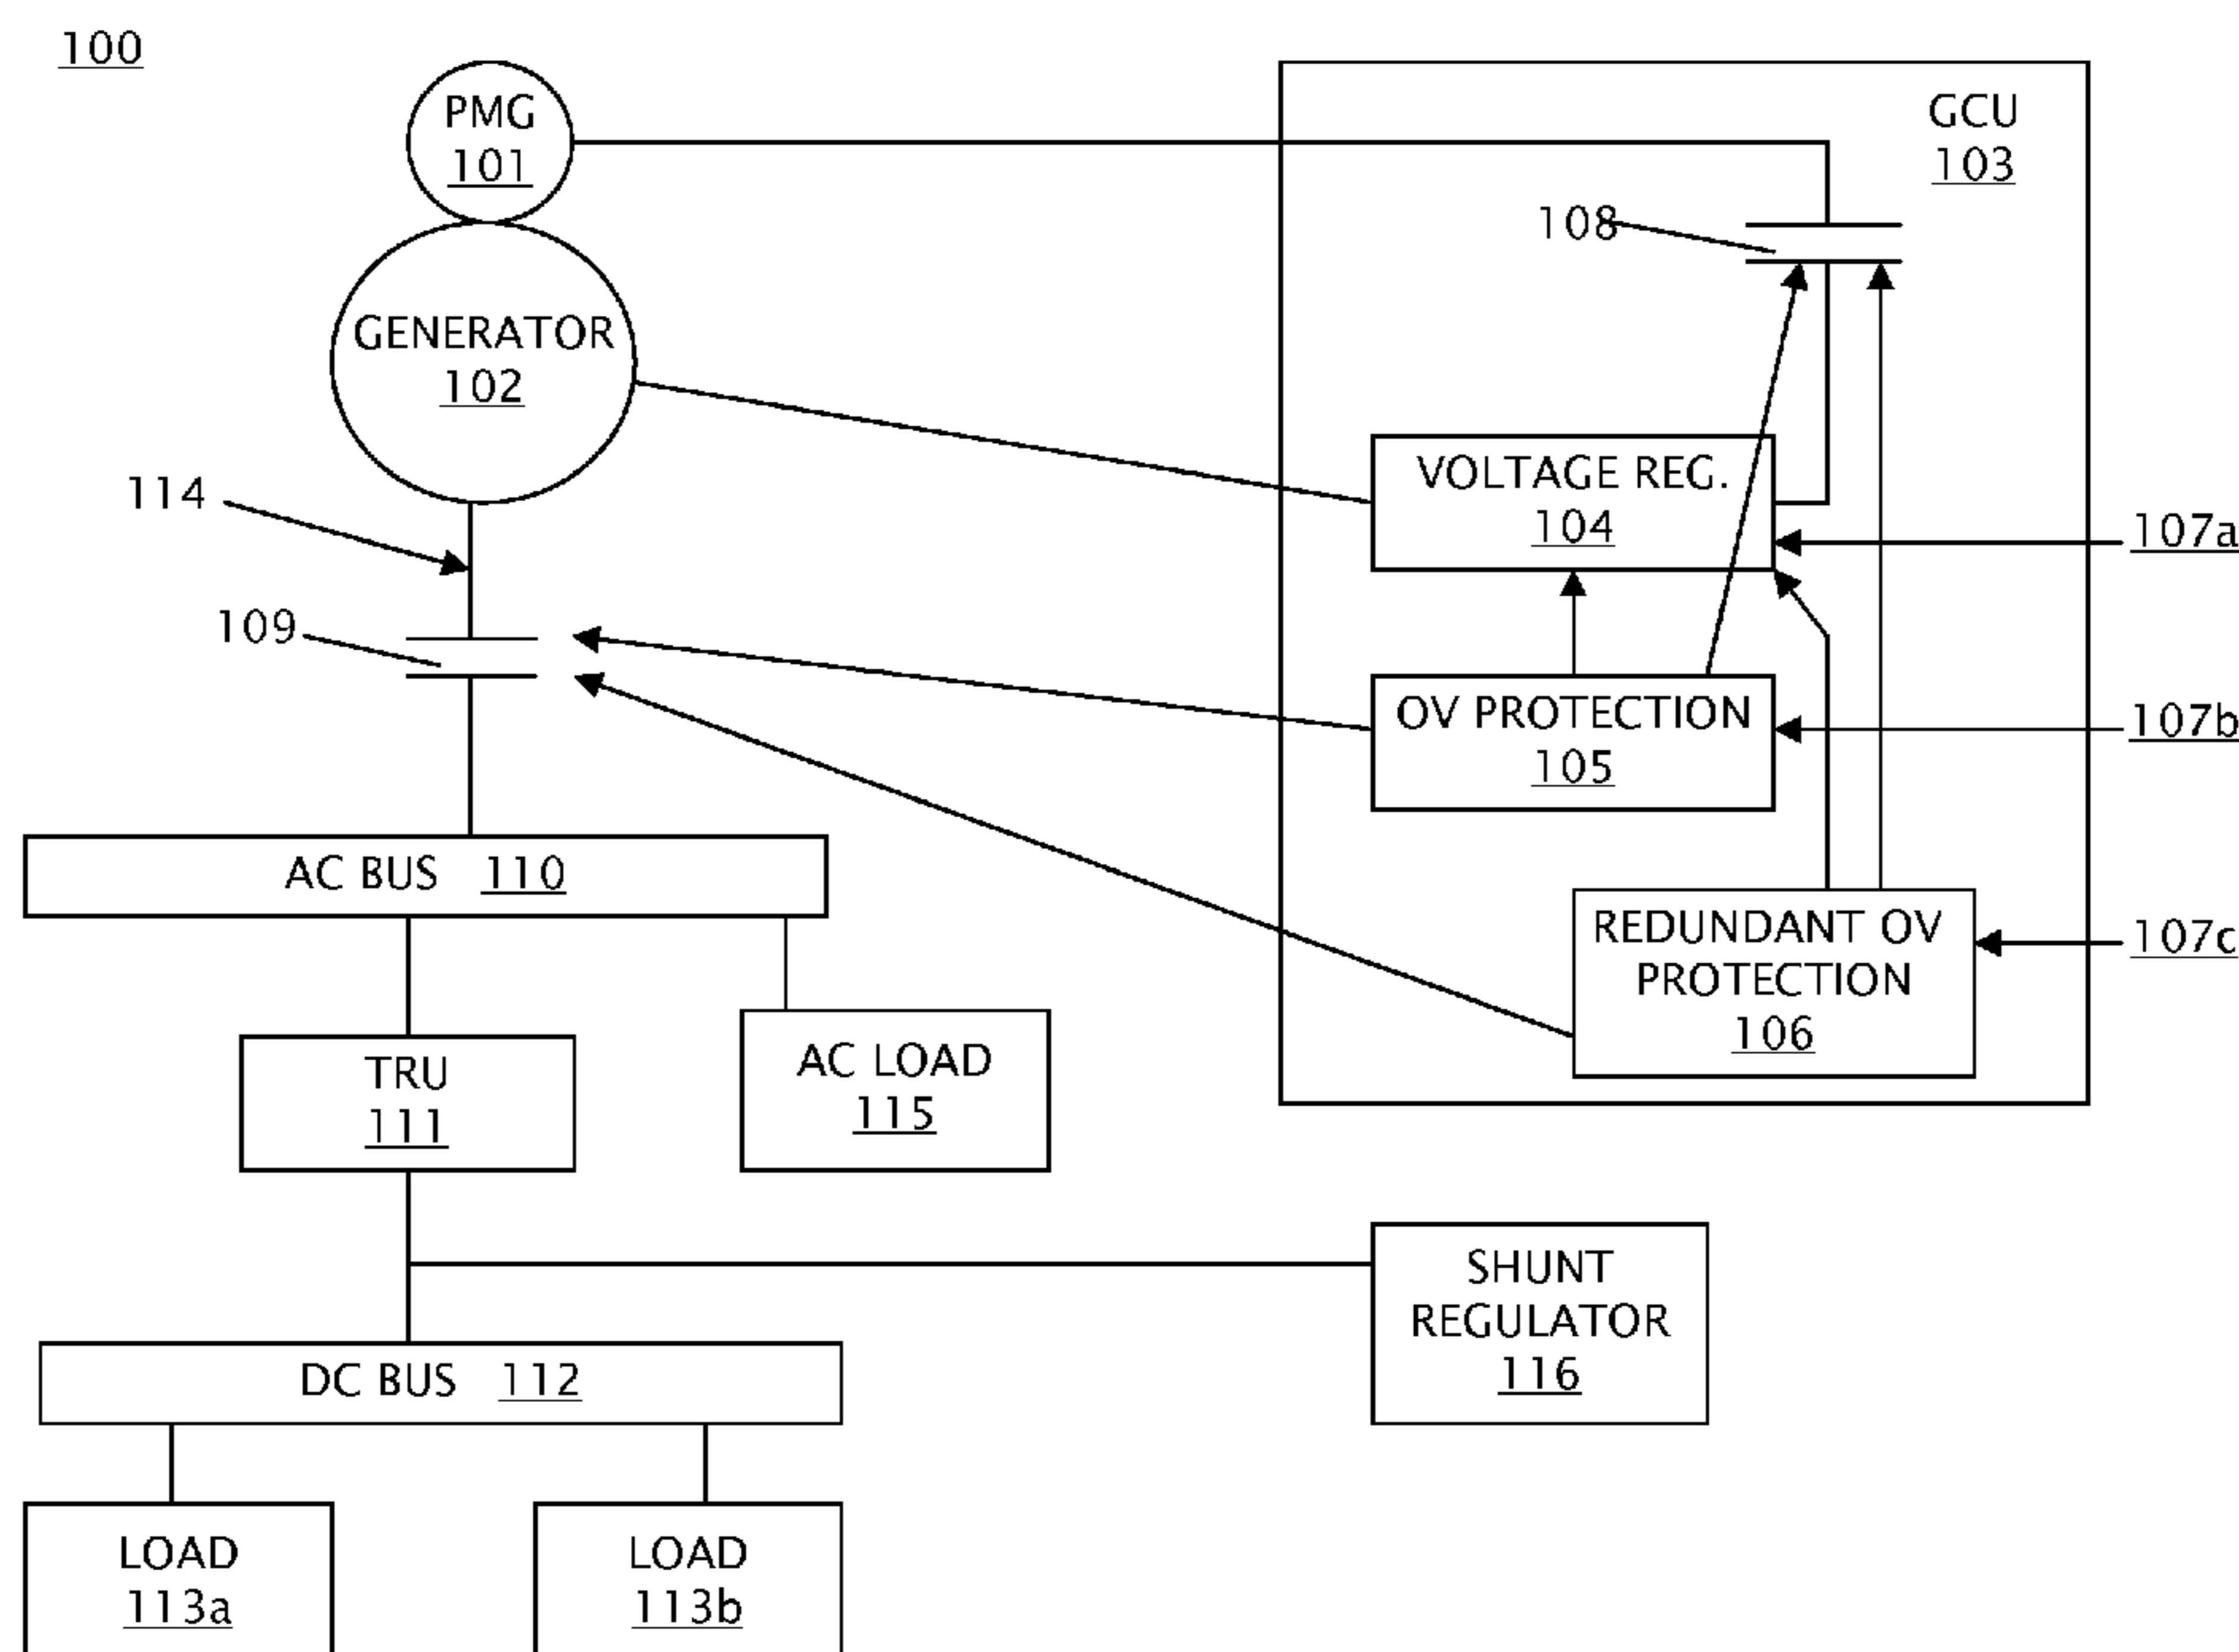 100
PMG
101
GCU
103
108
GENERATOR
102
VOLTAGE REG.
104
114
107a
109
OV PROTECTION
105
107b
AC BUS 110
REDUNDANT OV
PROTECTION
106
107c
TRU
111
AC LOAD
115
SHUNT
REGULATOR
116
DC BUS 112
LOAD
113a
LOAD
113b